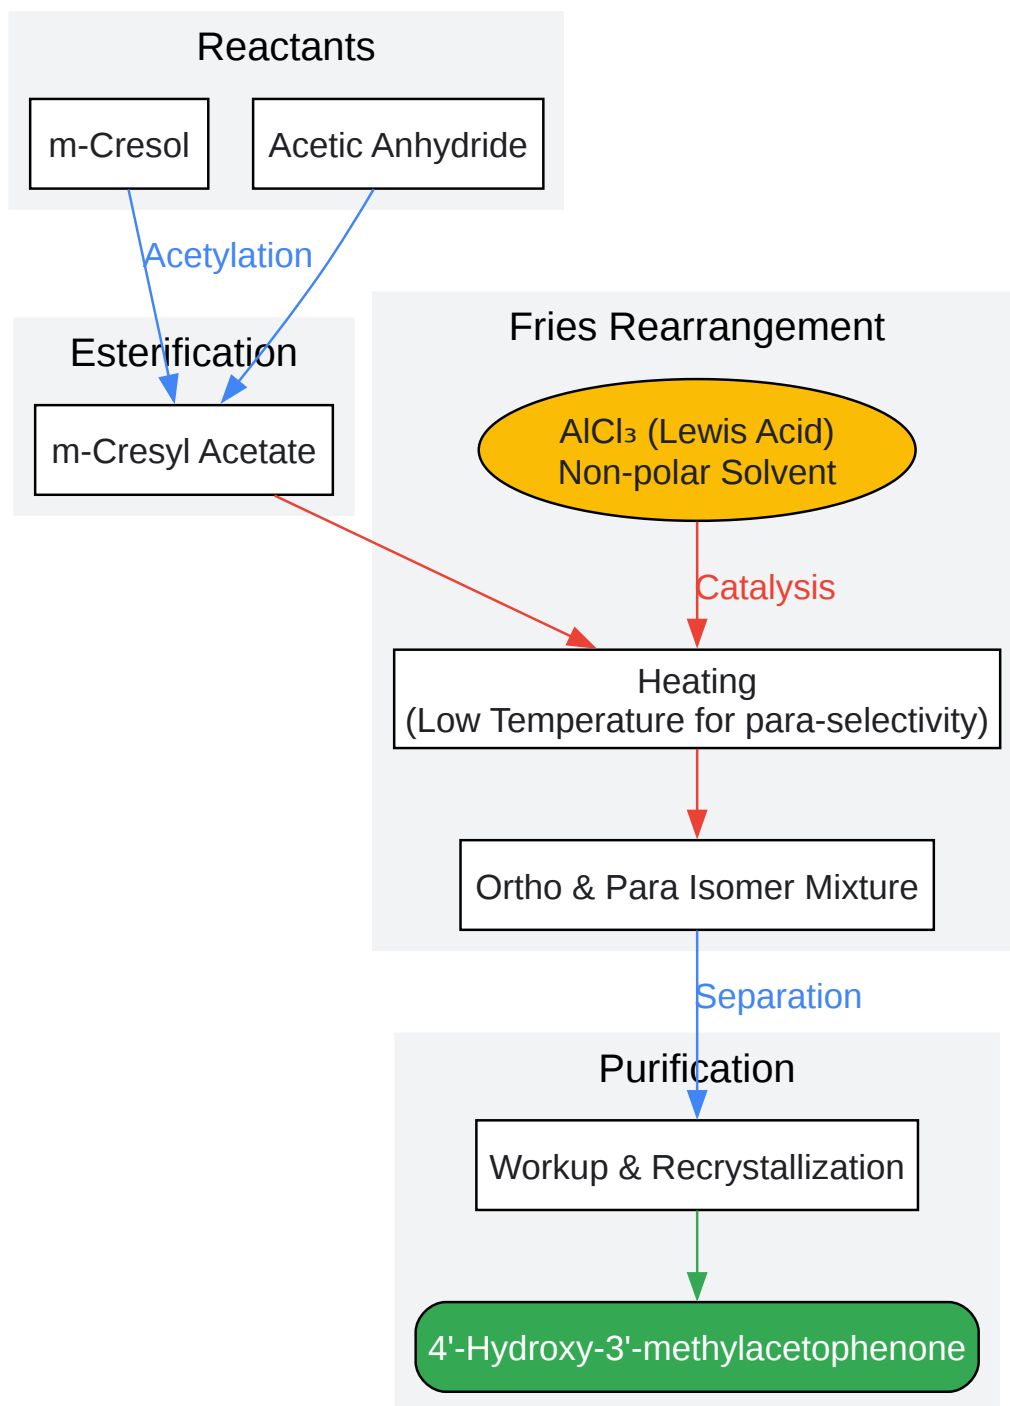 Reactants
m-Cresol
Acetic Anhydride
Acetylation
Esterification
m-Cresyl Acetate
Fries Rearrangement
AlCl₃ (Lewis Acid)
Non-polar Solvent
Catalysis
Heating
(Low Temperature for para-selectivity)
Ortho & Para Isomer Mixture
Separation
Purification
Workup & Recrystallization
4'-Hydroxy-3'-methylacetophenone